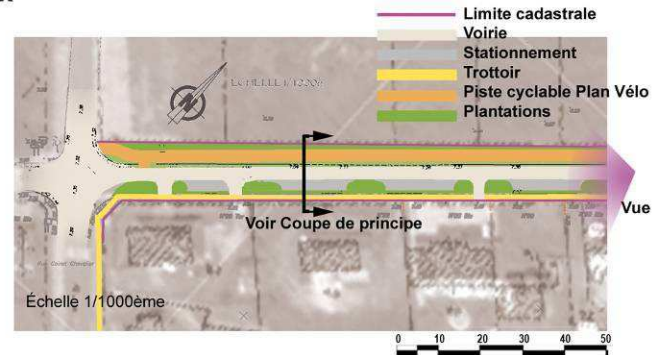 Limite cadastrale
Voirie
Stationnement
Trottoir
Piste cyclable Plan Vélo
Plantations
Voir Coupe de principe
Vue
Échelle 1/1000ème
0 10 20 30 40 50